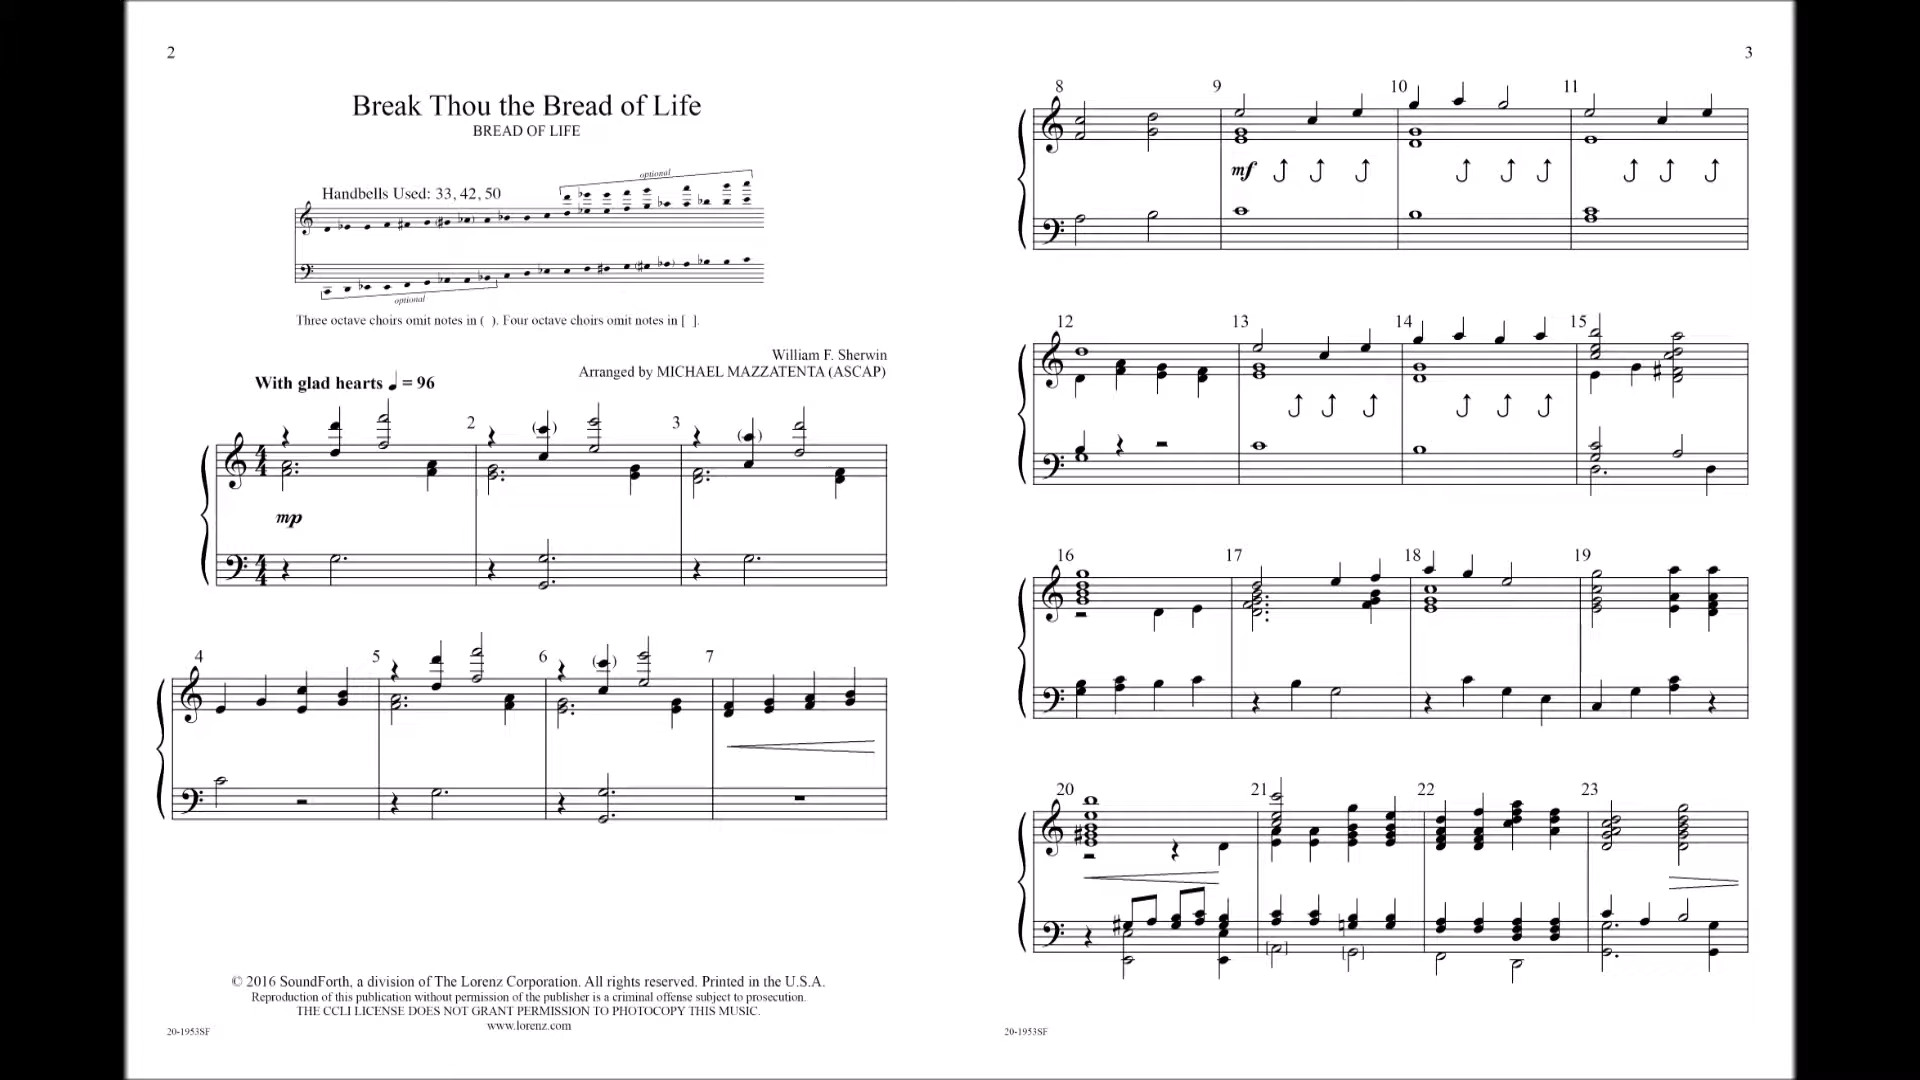 2
Break Thou the Bread of Life
BREAD OF LIFE
optional
Handbells Used: 33, 42, 50
optional
Three octave choirs omit notes in ( ). Four octave choirs omit notes in [ ].
William F. Sherwin
Arranged by MICHAEL MAZZATENTA (ASCAP)
With glad hearts ♩ = 96
2 3
mp
4 5 6 7
© 2016 SoundForth, a division of The Lorenz Corporation. All rights reserved. Printed in the U.S.A.
Reproduction of this publication without permission of the publisher is a criminal offense subject to prosecution.
THE CCLI LICENSE DOES NOT GRANT PERMISSION TO PHOTOCOPY THIS MUSIC.
www.lorenz.com
20-1953SF
3
8 9 10 11
mf
12 13 14 15
16 17 18 19
20 21 22 23
20-1953SF